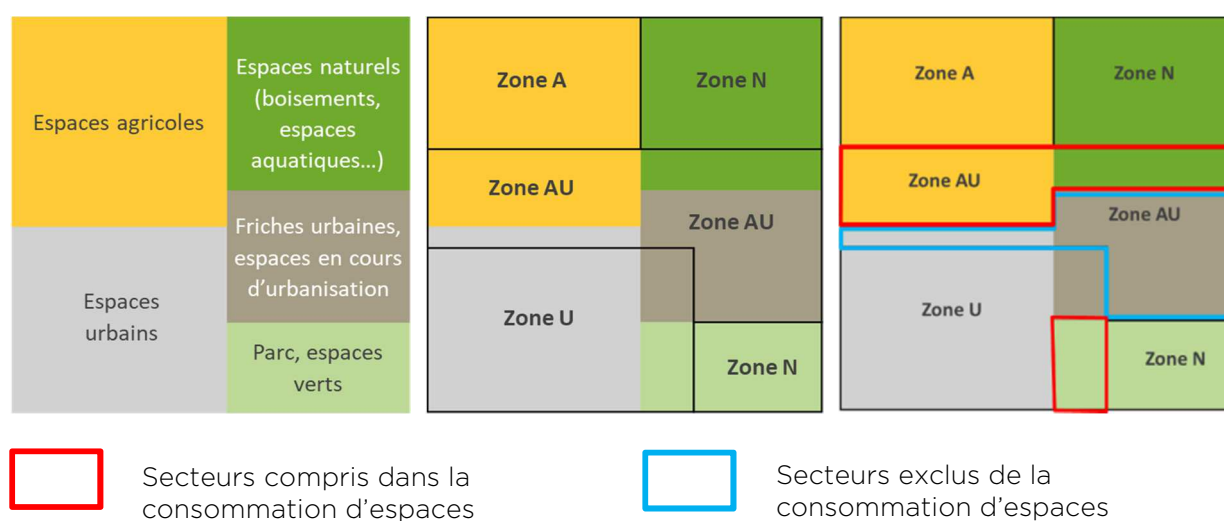 Espaces agricoles
Espaces naturels
(boisements,
espaces
aquatiques...)
Friches urbaines,
espaces en cours
d'urbanisation
Espaces
urbains
Parc, espaces
verts
Zone A
Zone N
Zone AU
Zone AU
Zone U
Zone N
Zone A
Zone N
Zone AU
Zone AU
Zone U
Zone N
Secteurs compris dans la
consommation d'espaces
Secteurs exclus de la
consommation d'espaces